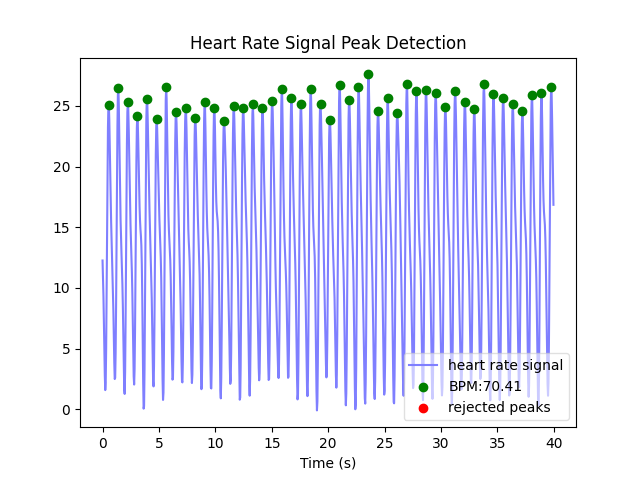 Heart Rate Signal Peak Detection
25
20
15
10
5
0
heart rate signal
BPM:70.41
rejected peaks
0 5 10 15 20 25 30 35 40
Time (s)